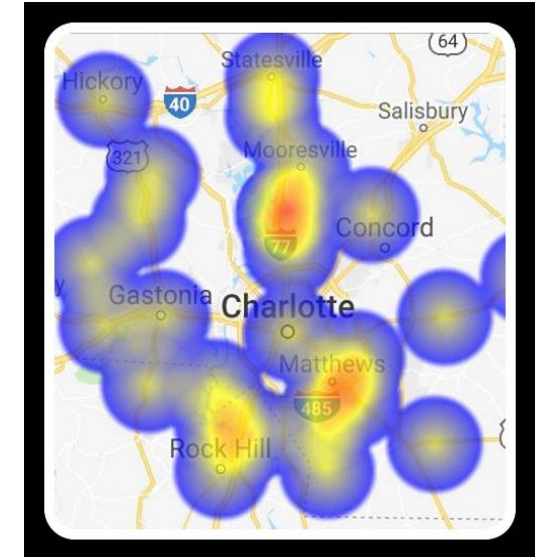 64
Statesville
Hickory
40
Salisbury
321
Mooresville
Concord
77
y
Gastonia
Charlotte
Matthews
485
Rock Hill